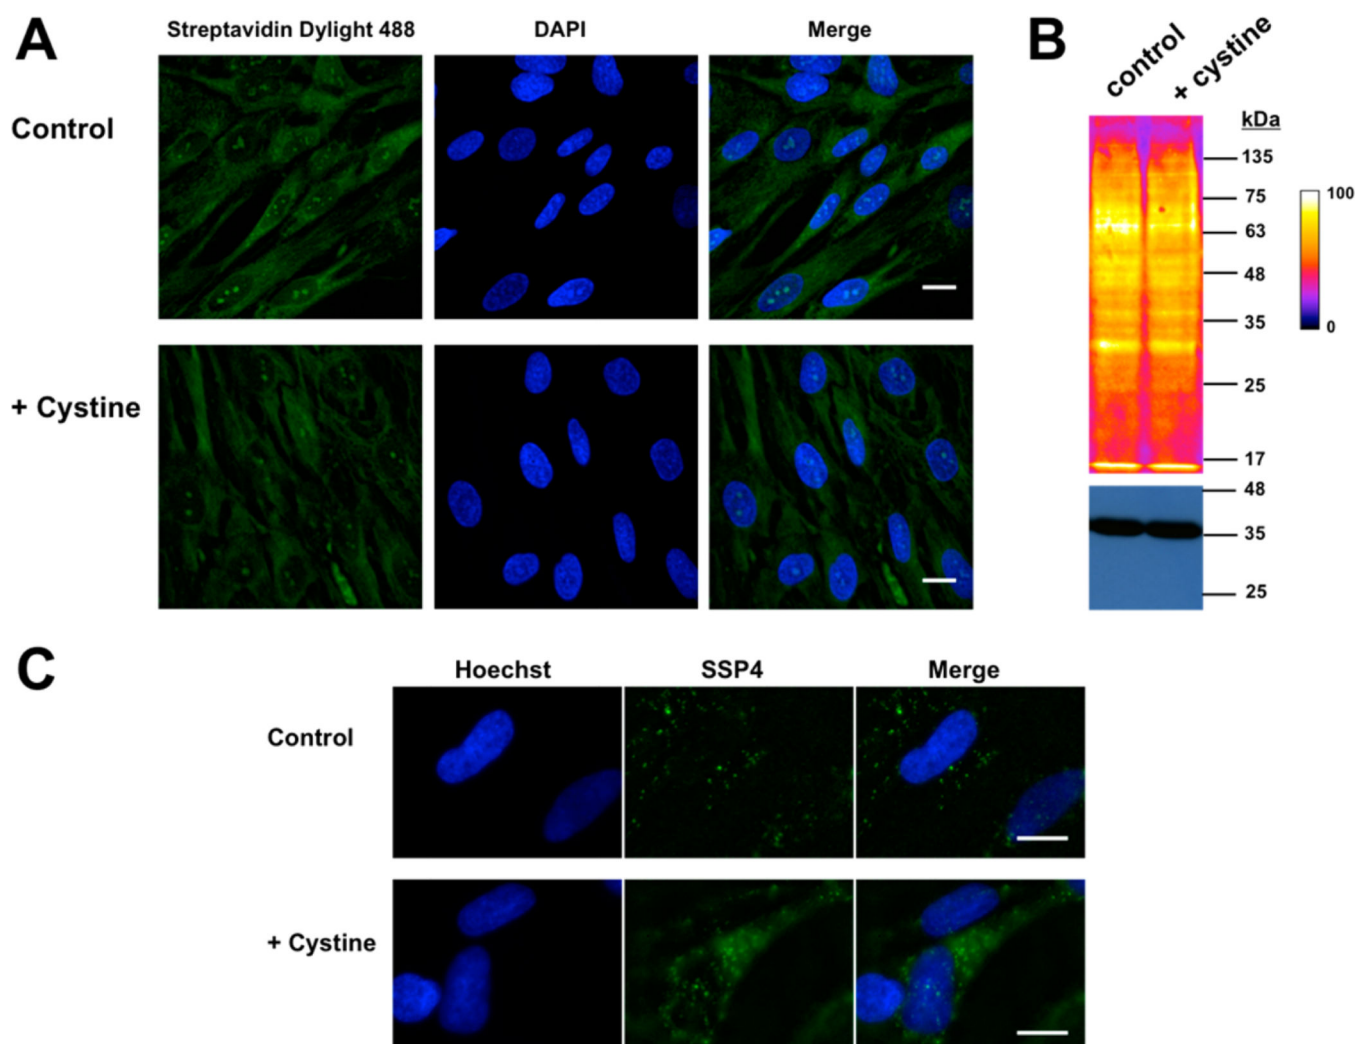 A
Streptavidin Dylight 488 DAPI Merge
Control
+ Cystine
B
control + cystine
kDa
135
75
63
48
35
25
17
48
35
25
100
0
C
Hoechst SSP4 Merge
Control
+ Cystine